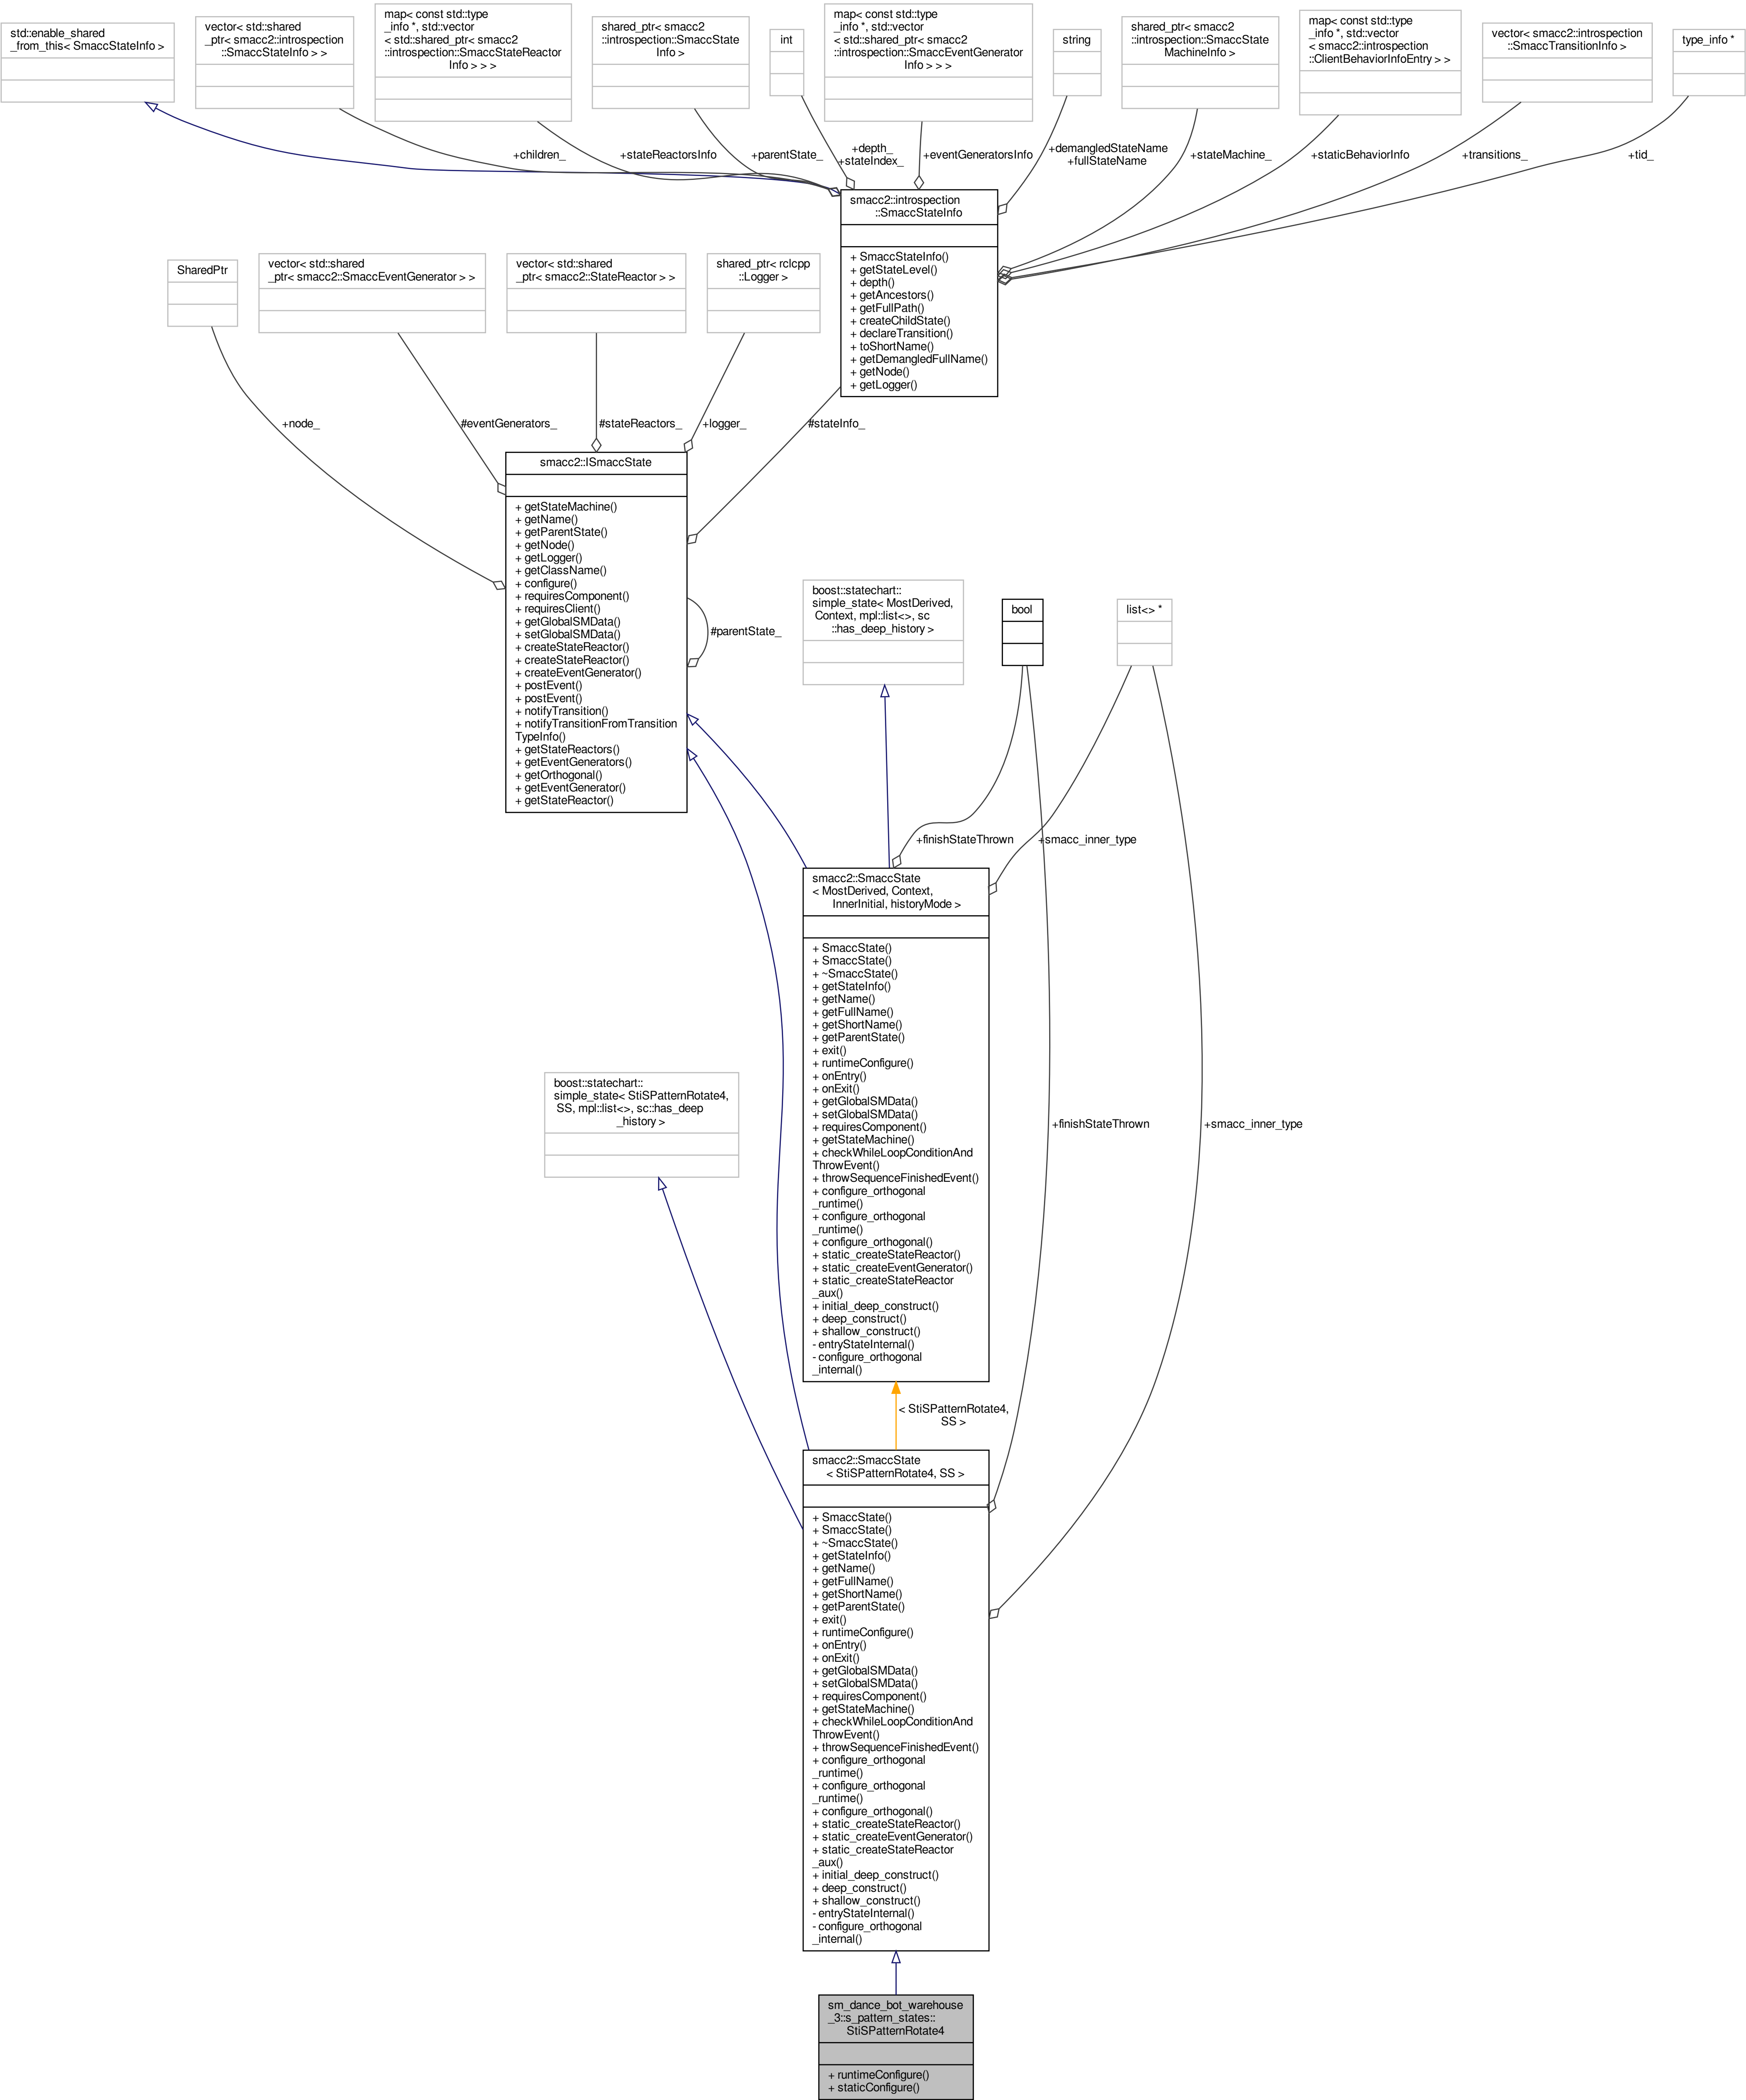 std::enable_shared
_from_this< SmaccStateInfo >
vector< std::shared
_ptr< smacc2::introspection
::SmaccStateInfo > >
map< const std::type
_info *, std::vector
< std::shared_ptr< smacc2
::introspection::SmaccStateReactor
Info > > >
shared_ptr< smacc2
::introspection::SmaccState
Info >
int
map< const std::type
_info *, std::vector
< std::shared_ptr< smacc2
::introspection::SmaccEventGenerator
Info > > >
string
shared_ptr< smacc2
::introspection::SmaccState
MachineInfo >
map< const std::type
_info *, std::vector
< smacc2::introspection
::ClientBehaviorInfoEntry > >
vector< smacc2::introspection
::SmaccTransitionInfo >
type_info *
+children_
+stateReactorsInfo
+parentState_
+depth_
+stateIndex_
+eventGeneratorsInfo
+demangledStateName
+fullStateName
+stateMachine_
+staticBehaviorInfo
+transitions_
+tid_
smacc2::introspection
::SmaccStateInfo
+ SmaccStateInfo()
+ getStateLevel()
+ depth()
+ getAncestors()
+ getFullPath()
+ createChildState()
+ declareTransition()
+ toShortName()
+ getDemangledFullName()
+ getNode()
+ getLogger()
SharedPtr
vector< std::shared
_ptr< smacc2::SmaccEventGenerator > >
vector< std::shared
_ptr< smacc2::StateReactor > >
shared_ptr< rclcpp
::Logger >
+node_
#eventGenerators_
#stateReactors_
+logger_
#stateInfo_
smacc2::ISmaccState
+ getStateMachine()
+ getName()
+ getParentState()
+ getNode()
+ getLogger()
+ getClassName()
+ configure()
+ requiresComponent()
+ requiresClient()
+ getGlobalSMData()
+ setGlobalSMData()
+ createStateReactor()
+ createStateReactor()
+ createEventGenerator()
+ postEvent()
+ postEvent()
+ notifyTransition()
+ notifyTransitionFromTransition
TypeInfo()
+ getStateReactors()
+ getEventGenerators()
+ getOrthogonal()
+ getEventGenerator()
+ getStateReactor()
#parentState_
boost::statechart::
simple_state< MostDerived,
Context, mpl::list<>, sc
::has_deep_history >
bool
list<> *
+finishStateThrown
+smacc_inner_type
smacc2::SmaccState
< MostDerived, Context,
InnerInitial, historyMode >
+ SmaccState()
+ SmaccState()
+ ~SmaccState()
+ getStateInfo()
+ getName()
+ getFullName()
+ getShortName()
+ getParentState()
+ exit()
+ runtimeConfigure()
+ onEntry()
+ onExit()
+ getGlobalSMData()
+ setGlobalSMData()
+ requiresComponent()
+ getStateMachine()
+ checkWhileLoopConditionAnd
ThrowEvent()
+ throwSequenceFinishedEvent()
+ configure_orthogonal
_runtime()
+ configure_orthogonal
_runtime()
+ configure_orthogonal()
+ static_createStateReactor()
+ static_createEventGenerator()
+ static_createStateReactor
_aux()
+ initial_deep_construct()
+ deep_construct()
+ shallow_construct()
- entryStateInternal()
- configure_orthogonal
_internal()
boost::statechart::
simple_state< StiSPatternRotate4,
SS, mpl::list<>, sc::has_deep
_history >
+finishStateThrown
+smacc_inner_type
< StiSPatternRotate4,
SS >
smacc2::SmaccState
< StiSPatternRotate4, SS >
+ SmaccState()
+ SmaccState()
+ ~SmaccState()
+ getStateInfo()
+ getName()
+ getFullName()
+ getShortName()
+ getParentState()
+ exit()
+ runtimeConfigure()
+ onEntry()
+ onExit()
+ getGlobalSMData()
+ setGlobalSMData()
+ requiresComponent()
+ getStateMachine()
+ checkWhileLoopConditionAnd
ThrowEvent()
+ throwSequenceFinishedEvent()
+ configure_orthogonal
_runtime()
+ configure_orthogonal
_runtime()
+ configure_orthogonal()
+ static_createStateReactor()
+ static_createEventGenerator()
+ static_createStateReactor
_aux()
+ initial_deep_construct()
+ deep_construct()
+ shallow_construct()
- entryStateInternal()
- configure_orthogonal
_internal()
sm_dance_bot_warehouse
_3::s_pattern_states::
StiSPatternRotate4
+ runtimeConfigure()
+ staticConfigure()